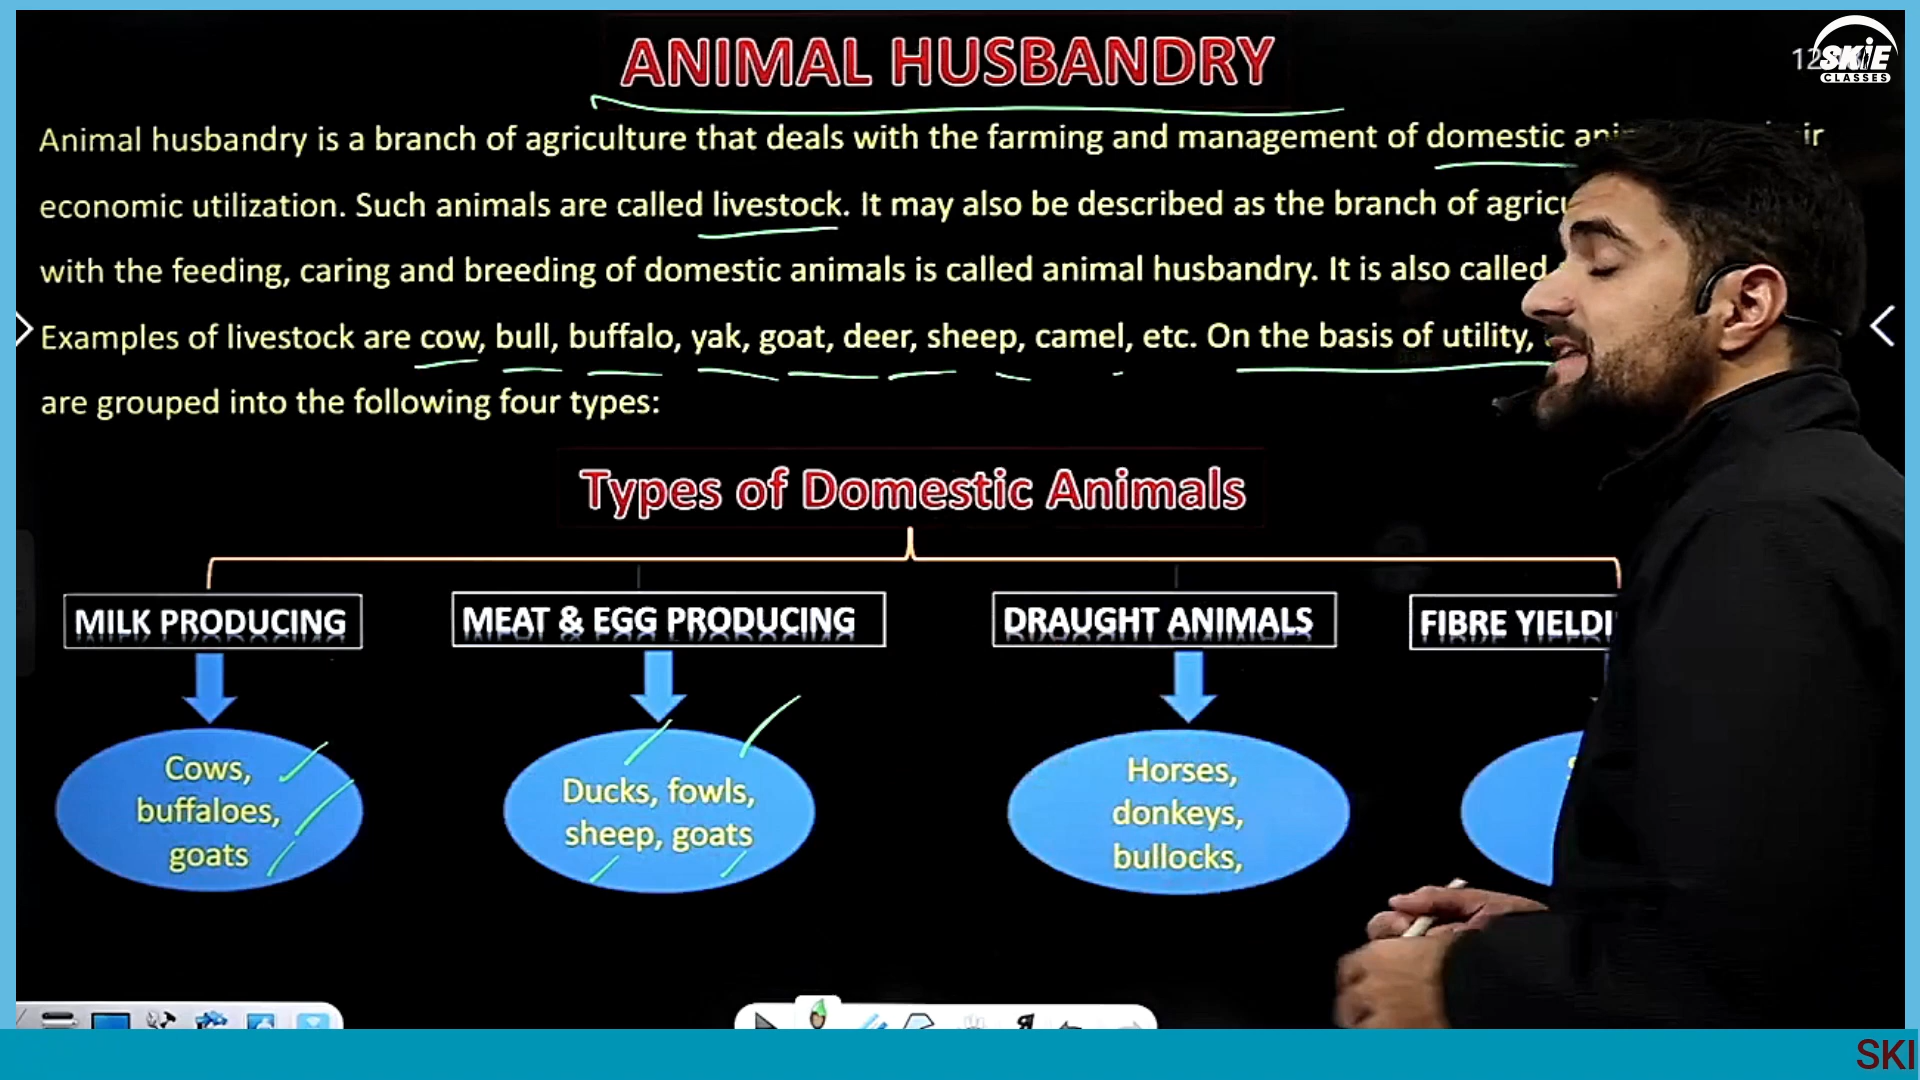 ANIMAL HUSBANDRY
SKiE
CLASSES
Animal husbandry is a branch of agriculture that deals with the farming and management of domestic
economic utilization. Such animals are called livestock. It may also be described as the branch of
with the feeding, caring and breeding of domestic animals is called animal husbandry. It is also called
Examples of livestock are cow, bull, buffalo, yak, goat, deer, sheep, camel, etc. On the basis of utility,
are grouped into the following four types:
Types of Domestic Animals
MILK PRODUCING
MEAT & EGG PRODUCING
DRAUGHT ANIMALS
FIBRE YIELDI
Cows,
buffaloes,
goats
Ducks, fowls,
sheep, goats
Horses,
donkeys,
bullocks,
SKI